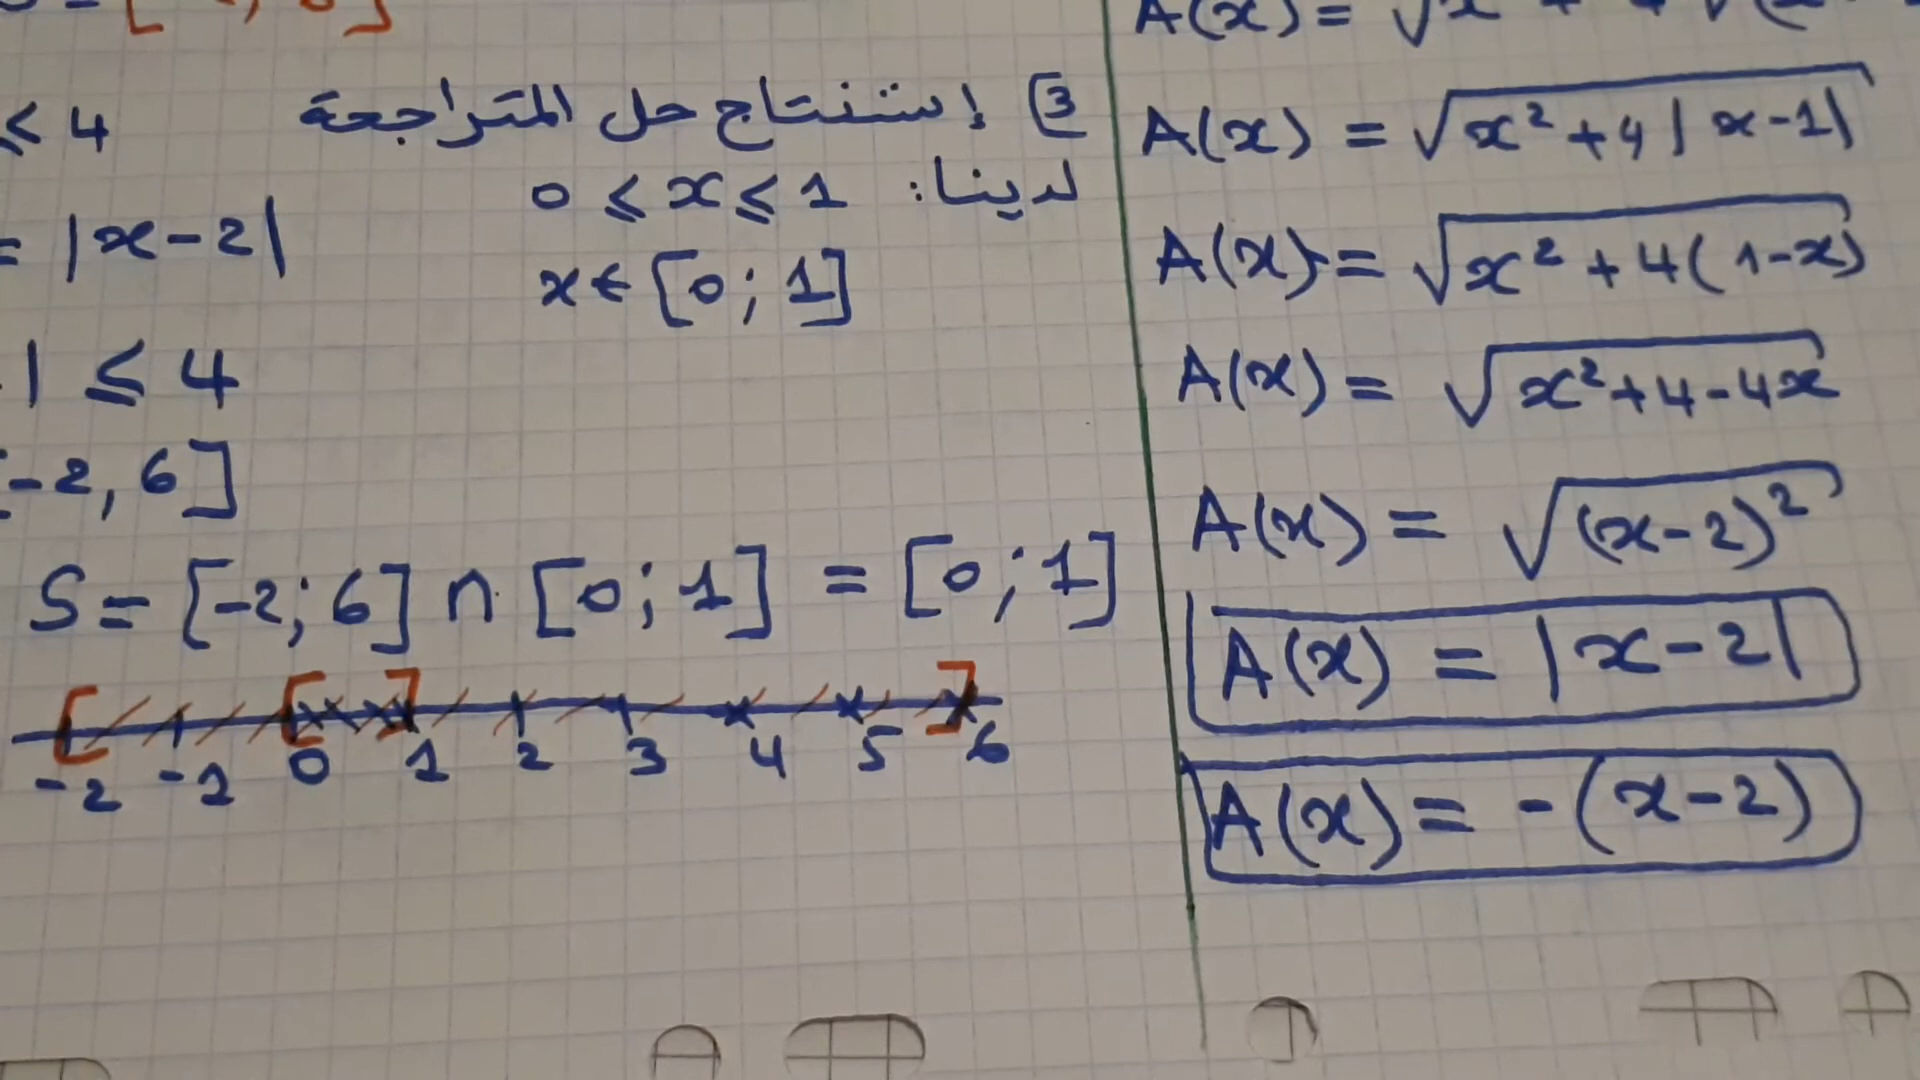 ≤ 4
3) إستنتاج حل المتراجحة
لدينا: 0 ≤ x ≤ 1
= |x-2|
x ∈ [0; 1]
| ≤ 4
[-2, 6]
S = [-2; 6] ∩ [0; 1] = [0; 1]
-2 -1 0 1 2 3 4 5 6
A(x) = √x² + 4|x-1|
A(x) = √x² + 4(1-x)
A(x) = √x²+4-4x
A(x) = √(x-2)²
A(x) = |x-2|
A(x) = -(x-2)